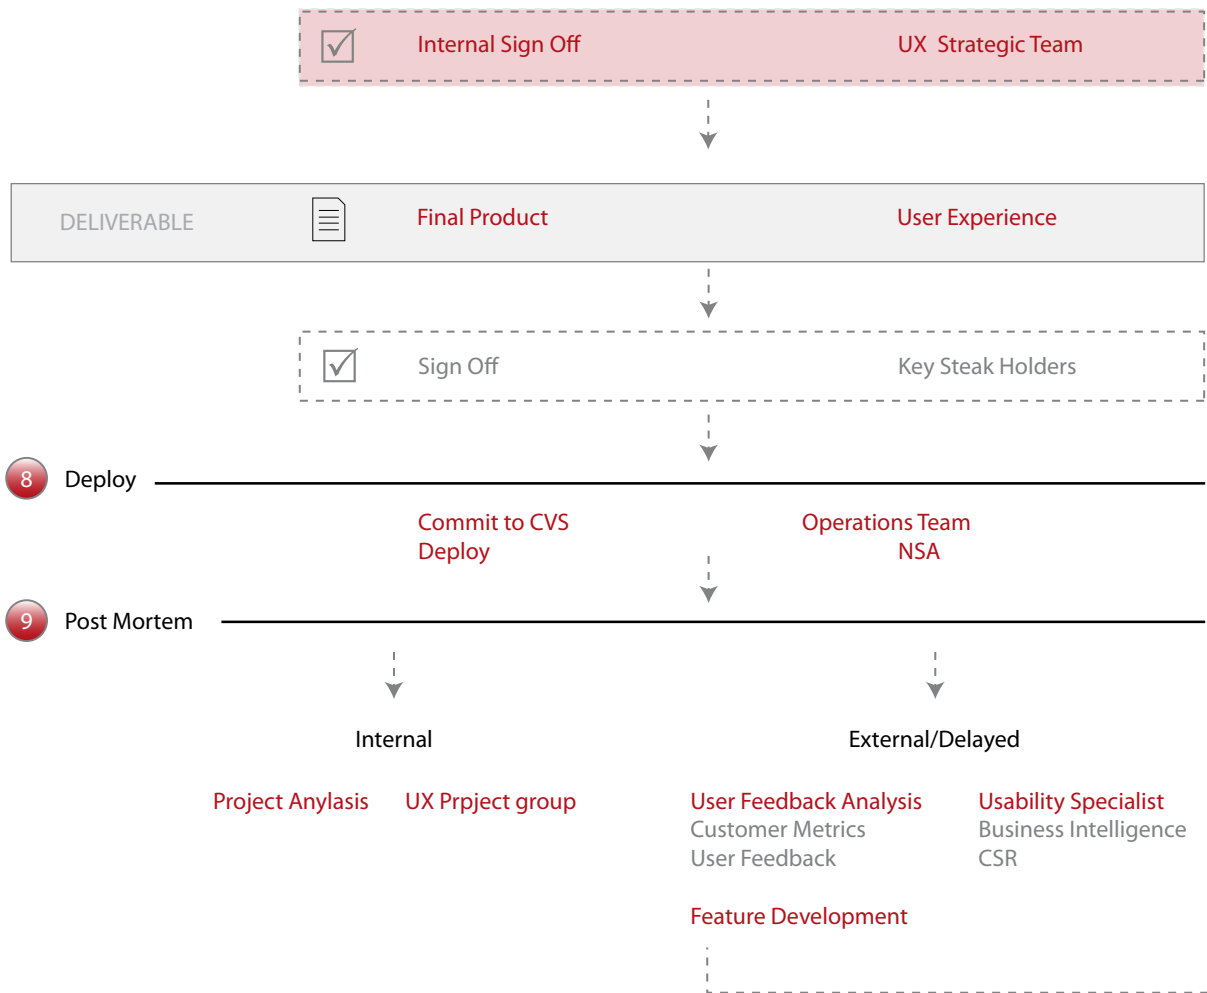 Internal Sign Off UX Strategic Team
DELIVERABLE Final Product User Experience
Sign Off Key Steak Holders
8 Deploy
Commit to CVS Operations Team
Deploy NSA
9 Post Mortem
Internal External/Delayed
Project Anylasis UX Prpject group User Feedback Analysis Usability Specialist
Customer Metrics Business Intelligence
User Feedback CSR
Feature Development